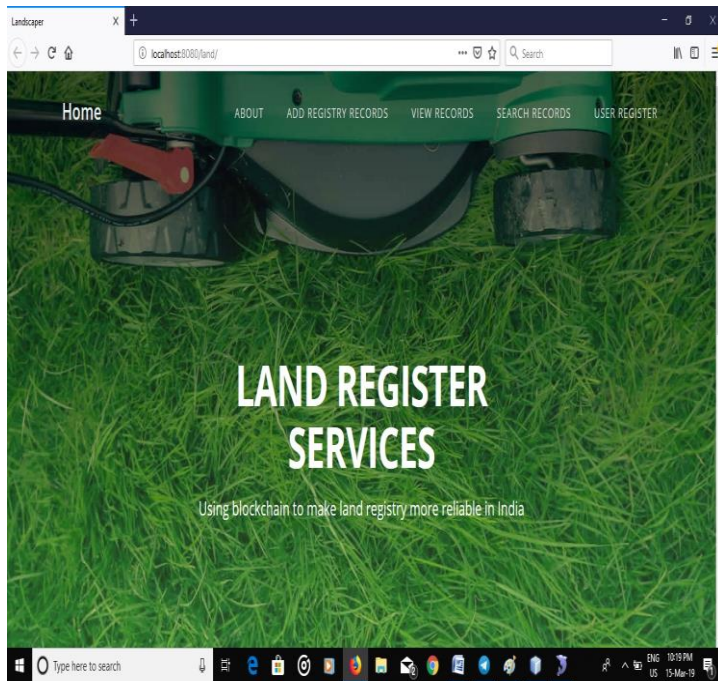 Landscaper
localhost:8080/land/
Search
Home ABOUT ADD REGISTRY RECORDS VIEW RECORDS SEARCH RECORDS USER REGISTER
LAND REGISTER
SERVICES
Using blockchain to make land registry more reliable in India
Type here to search
ENG 10:19 PM
US 15-Mar-19